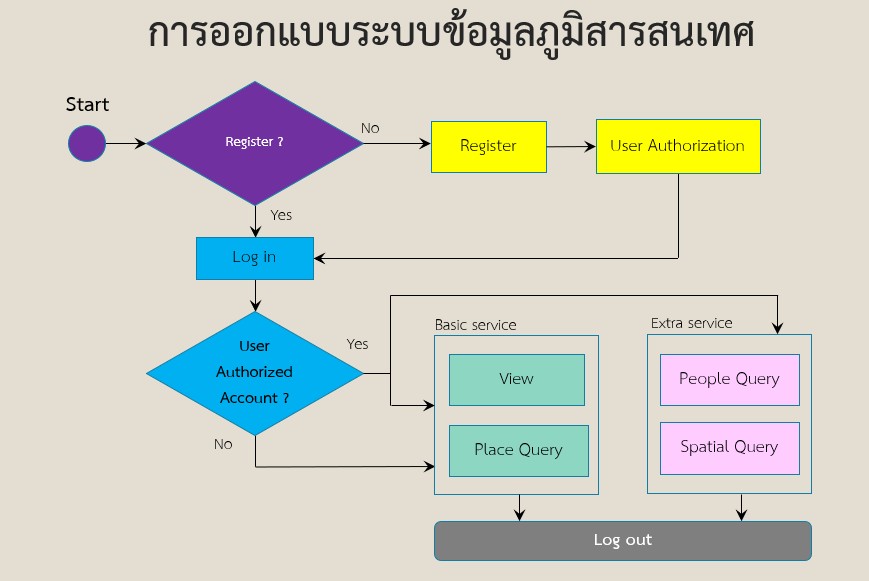 การออกแบบระบบข้อมูลภูมิสารสนเทศ
Start
Register ?
No
Register
User Authorization
Yes
Log in
User
Authorized
Account ?
Yes
No
Basic service
View
Place Query
Extra service
People Query
Spatial Query
Log out